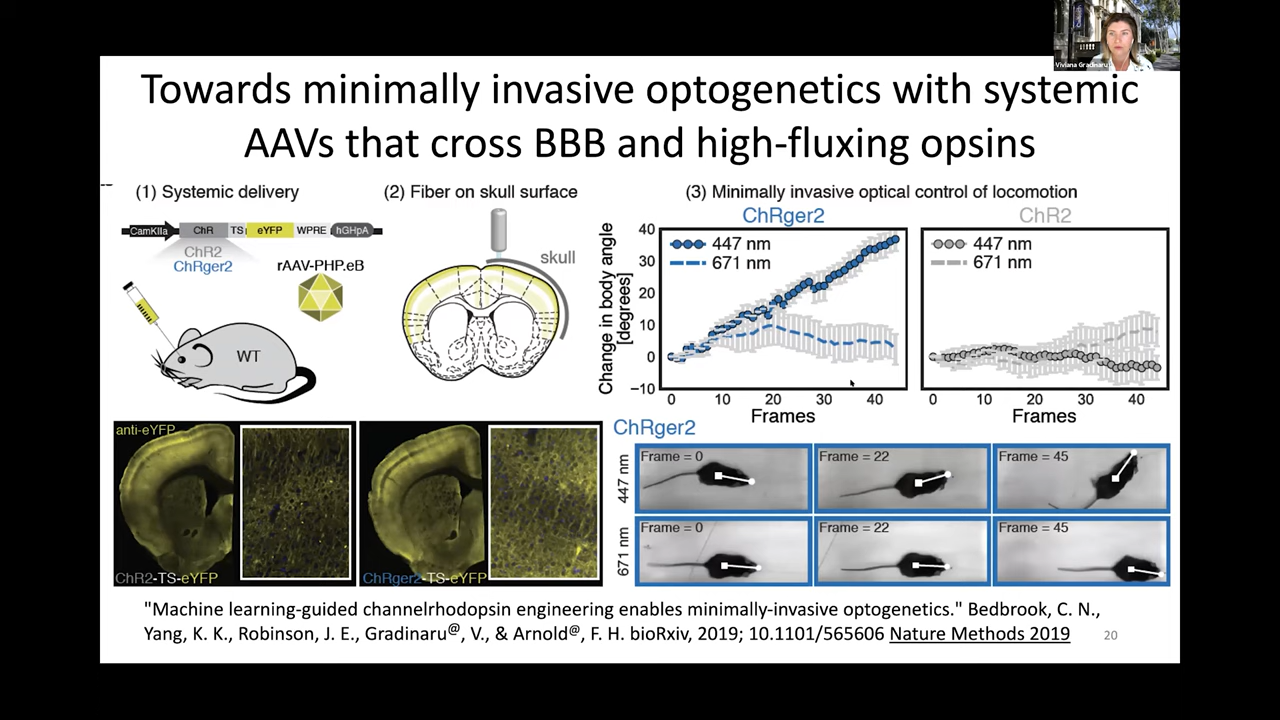 Viviana Gradinaru
Towards minimally invasive optogenetics with systemic
AAVs that cross BBB and high-fluxing opsins
(1) Systemic delivery
CamKIIa ChR TS eYFP WPRE hGHpA
ChR2
ChRger2
rAAV-PHP.eB
WT
(2) Fiber on skull surface
skull
(3) Minimally invasive optical control of locomotion
ChRger2
ChR2
Change in body angle
[degrees]
40
30
20
10
0
−10
447 nm
671 nm
447 nm
671 nm
0 10 20 30 40
Frames
0 10 20 30 40
Frames
anti-eYFP
ChR2-TS-eYFP
ChRger2-TS-eYFP
ChRger2
447 nm
Frame = 0
Frame = 22
Frame = 45
671 nm
Frame = 0
Frame = 22
Frame = 45
"Machine learning-guided channelrhodopsin engineering enables minimally-invasive optogenetics." Bedbrook, C. N.,
Yang, K. K., Robinson, J. E., Gradinaru@, V., & Arnold@, F. H. bioRxiv, 2019; 10.1101/565606 Nature Methods 2019
20